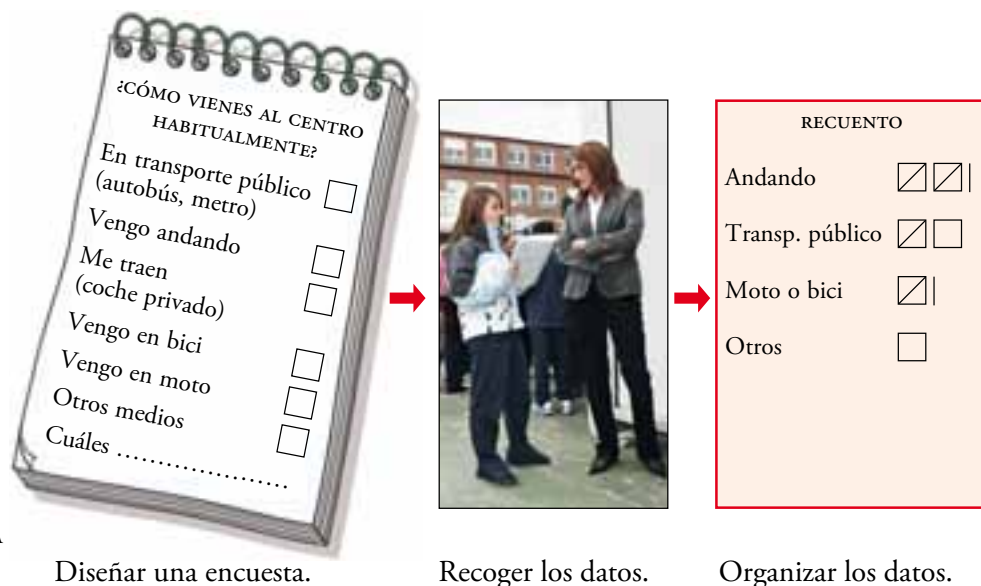 ¿CÓMO VIENES AL CENTRO
HABITUALMENTE?
En transporte público
(autobús, metro)
Vengo andando
Me traen
(coche privado)
Vengo en bici
Vengo en moto
Otros medios
Cuáles .....................
RECUENTO
Andando
Transp. público
Moto o bici
Otros
Diseñar una encuesta.
Recoger los datos.
Organizar los datos.